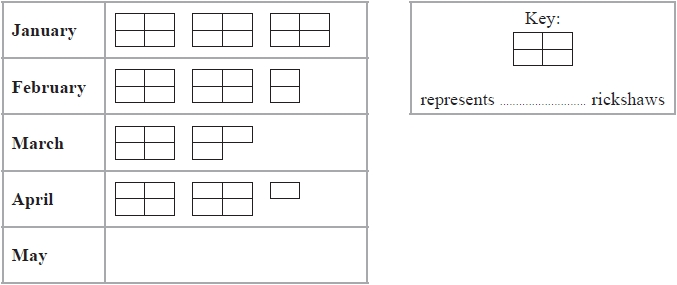 January
February
March
April
May
Key:
represents ............................ rickshaws